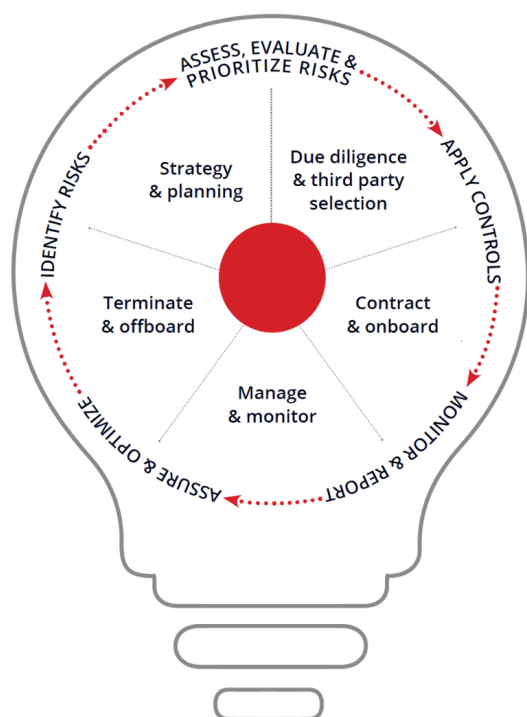 ASSESS, EVALUATE &
PRIORITIZE RISKS
APPLY CONTROLS
MONITOR & REPORT
ASSURE & OPTIMIZE
IDENTIFY RISKS
Strategy
& planning
Due diligence
& third party
selection
Contract
& onboard
Manage
& monitor
Terminate
& offboard